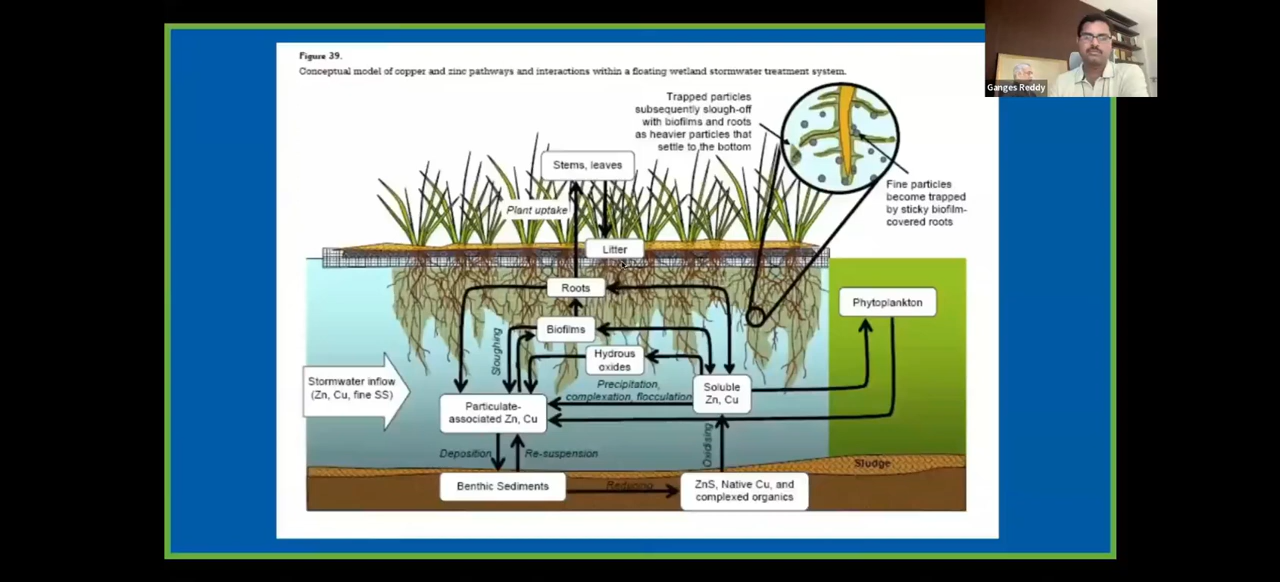 Figure 39.
Conceptual model of copper and zinc pathways and interactions within a floating wetland stormwater treatment system.
Ganges Reddy
Trapped particles
subsequently slough-off
with biofilms and roots
as heavier particles that
settle to the bottom
Stems, leaves
Plant uptake
Fine particles
become trapped
by sticky biofilm-
covered roots
Litter
Roots
Phytoplankton
Biofilms
Sloughing
Hydrous
oxides
Stormwater inflow
(Zn, Cu, fine SS)
Precipitation,
complexation, flocculation
Soluble
Zn, Cu
Particulate-
associated Zn, Cu
Deposition
Re-suspension
Oxidising
Sludge
Benthic Sediments
Reducing
ZnS, Native Cu, and
complexed organics